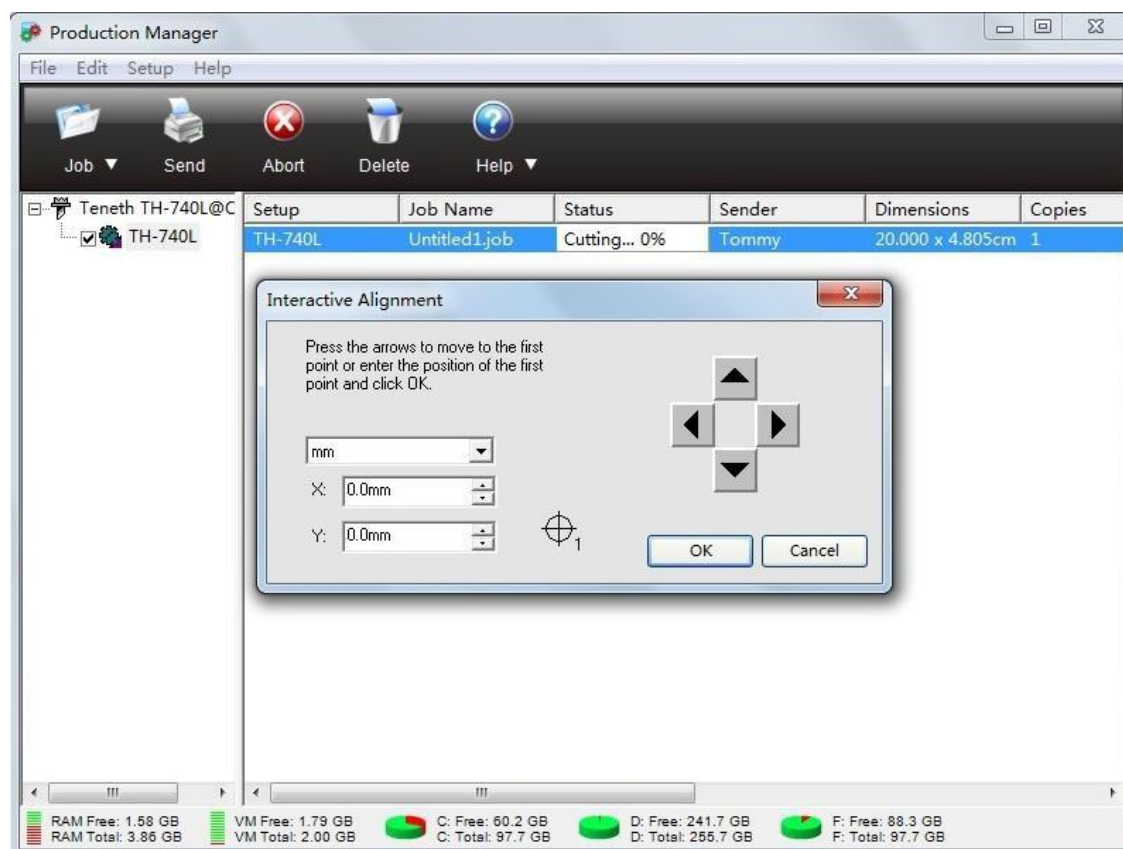 Production Manager
File Edit Setup Help
Job Send Abort Delete Help
Teneth TH-740L@C
TH-740L
Setup Job Name Status Sender Dimensions Copies
TH-740L Untitled1.job Cutting... 0% Tommy 20.000 x 4.805cm 1
Interactive Alignment
Press the arrows to move to the first
point or enter the position of the first
point and click OK.
mm
X: 0.0mm
Y: 0.0mm
1
OK Cancel
RAM Free: 1.58 GB VM Free: 1.79 GB C: Free: 60.2 GB D: Free: 241.7 GB F: Free: 88.3 GB
RAM Total: 3.86 GB VM Total: 2.00 GB C: Total: 97.7 GB D: Total: 255.7 GB F: Total: 97.7 GB